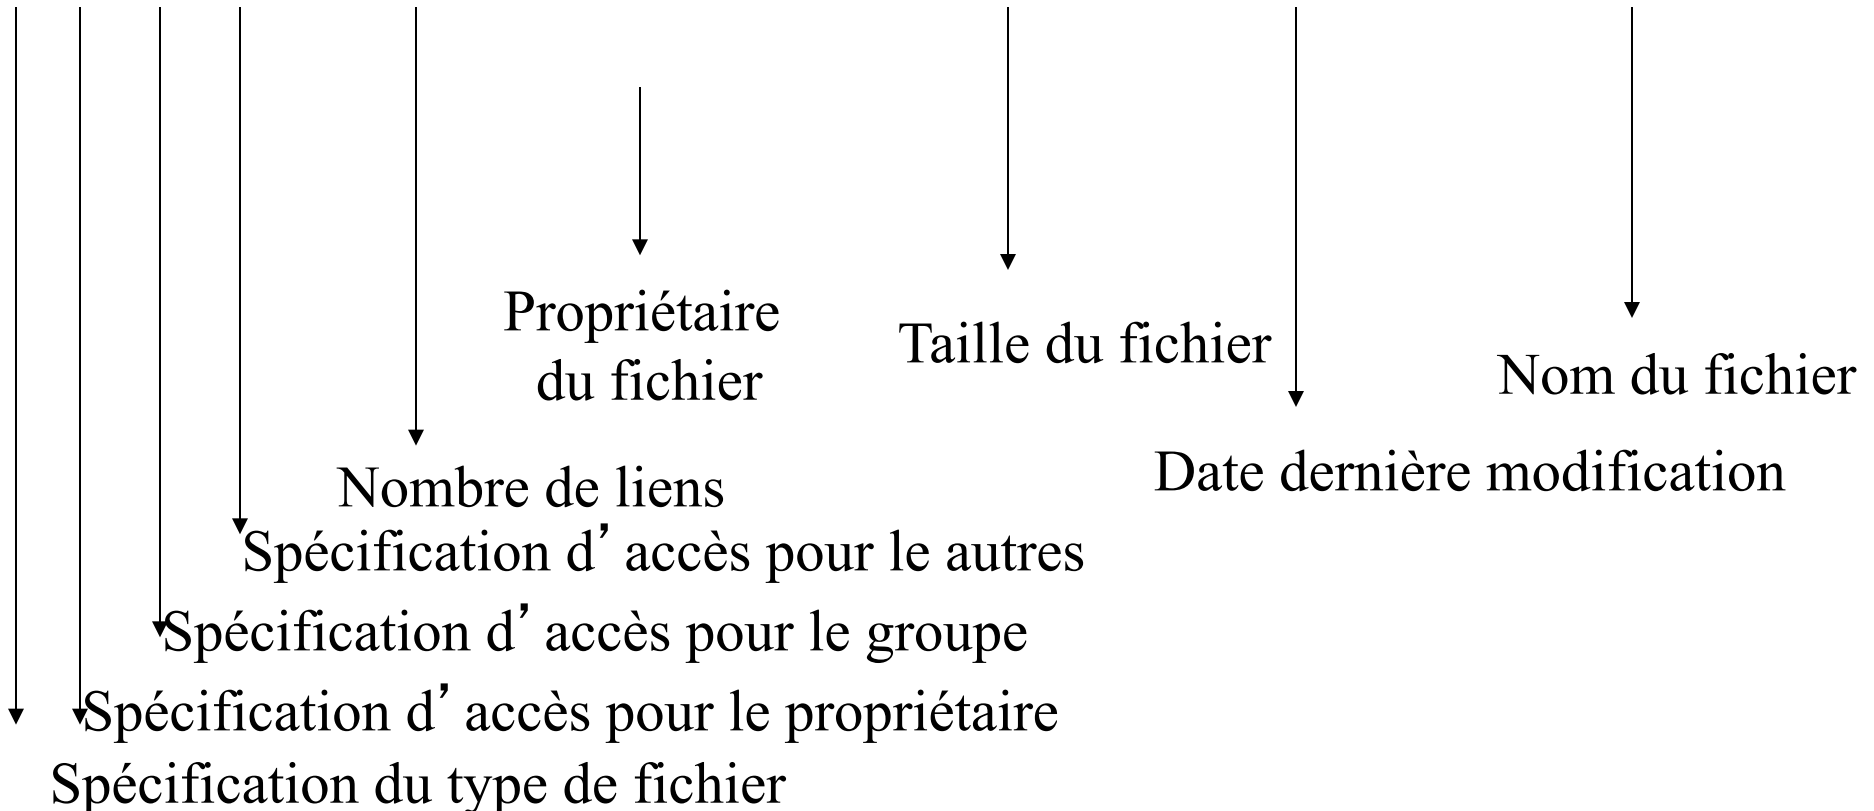 Propriétaire
du fichier
Taille du fichier
Nom du fichier
Date dernière modification
Nombre de liens
Spécification d’ accès pour le autres
Spécification d’ accès pour le groupe
Spécification d’ accès pour le propriétaire
Spécification du type de fichier